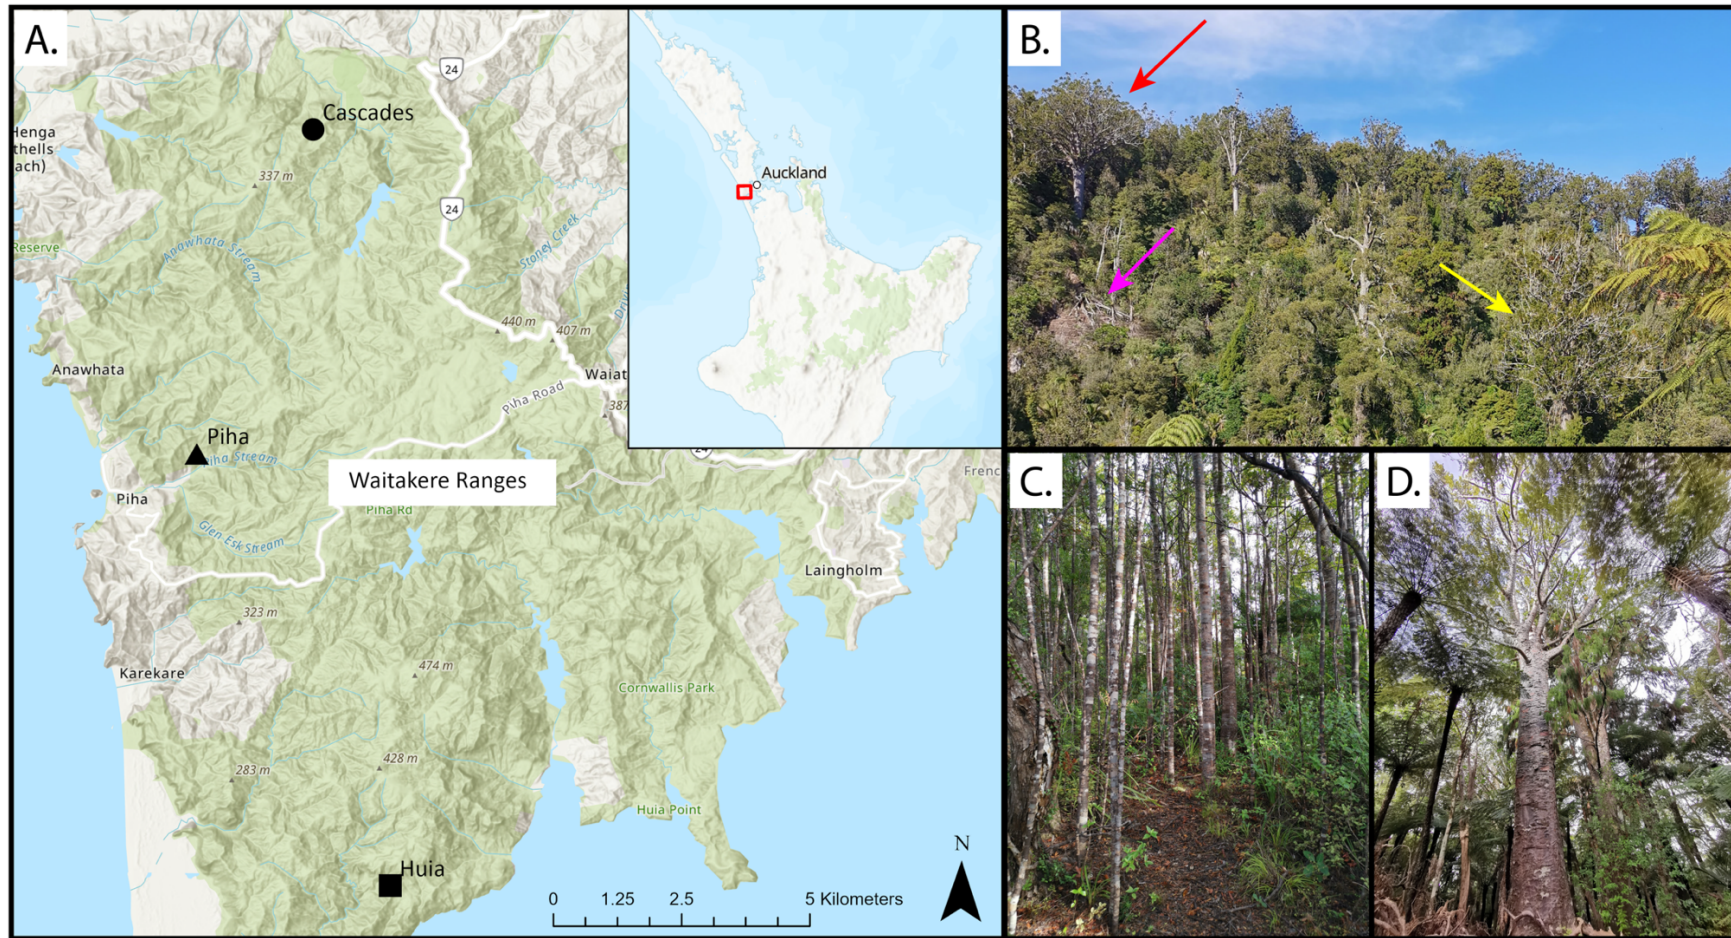 A.
24
Cascades
Henga
thells
ach)
337 m
24
Reserve
Anawhata Stream
Stoney Creek
440 m
407 m
Anawhata
Waiat
Piha Road
387
Piha
Piha Stream
24
Waitakere Ranges
Frenc
Piha
Piha Rd
Glen Esk Stream
Laingholm
323 m
Karekare
474 m
Cornwallis Park
428 m
283 m
Huia Point
Huia
N
0 1.25 2.5 5 Kilometers
Auckland
B.
C.
D.